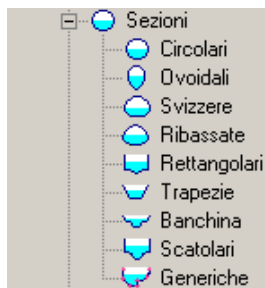 Sezioni
Circolari
Ovoidali
Svizzere
Ribassate
Rettangolari
Trapezie
Banchina
Scatolari
Generiche